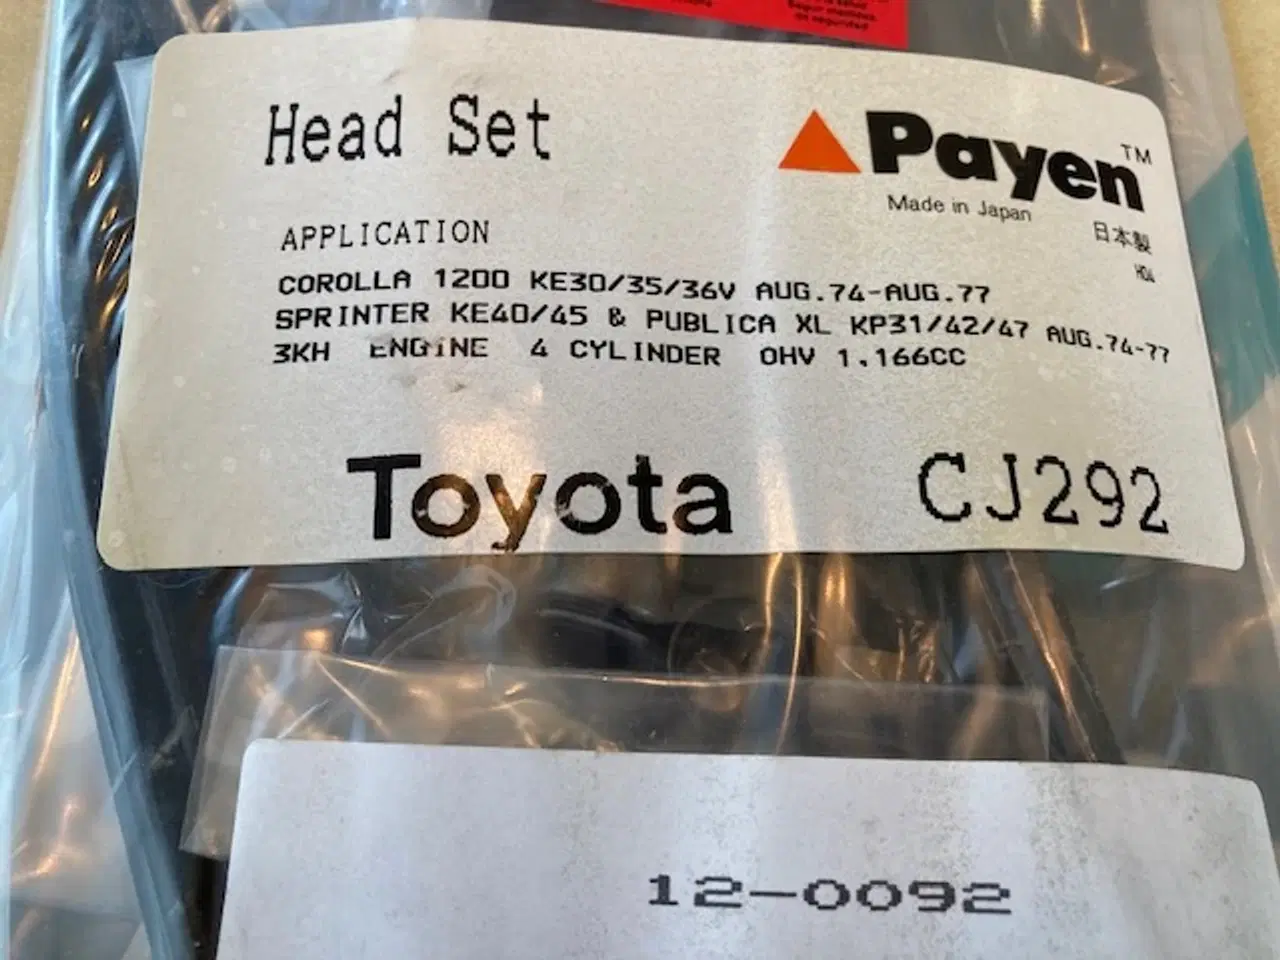 Begur
Head Set
Payen™
Made in Japan
日本製
H04
APPLICATION
COROLLA 1200 KE30/35/36V AUG.74-AUG.77
SPRINTER KE40/45 & PUBLICA XL KP31/42/47 AUG.74-77
3KH ENGINE 4 CYLINDER OHV 1.166CC
Toyota
CJ292
12-0092